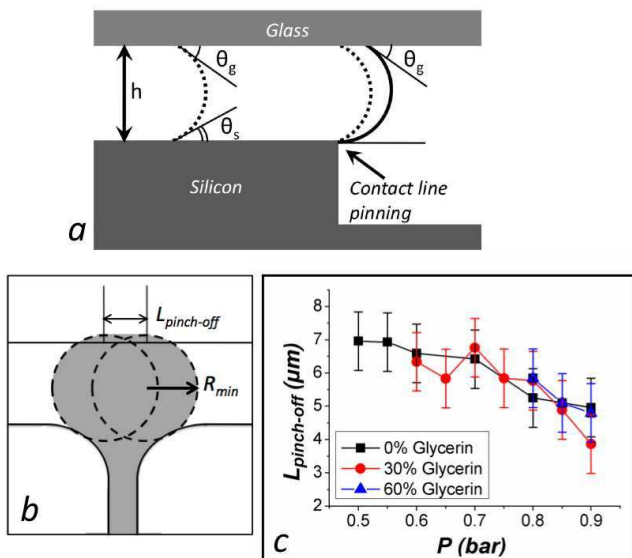 Glass
θg
θg
h
θs
Silicon
Contact line
pinning
a
Lpinch-off
Rmin
b
Lpinch-off (µm)
8
7
6
5
4
3
2
0% Glycerin
30% Glycerin
60% Glycerin
0.5 0.6 0.7 0.8 0.9
P (bar)
c